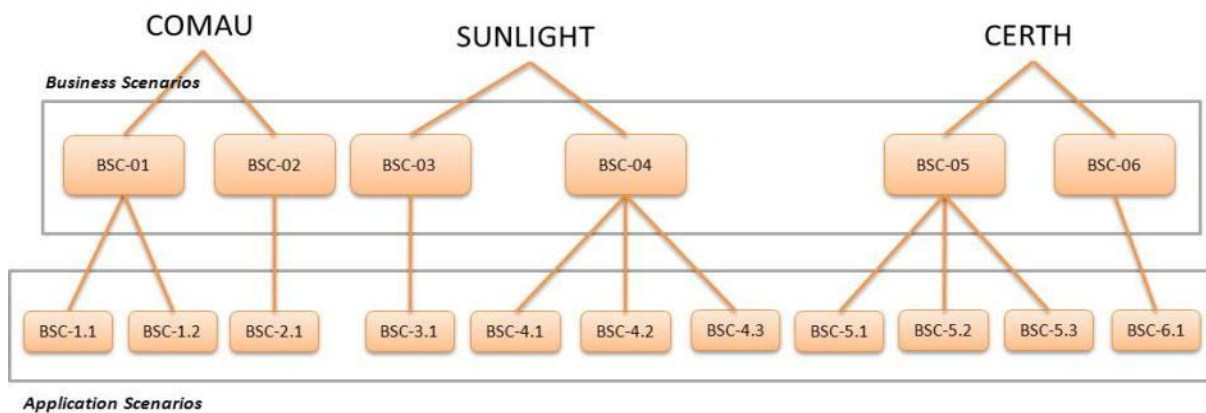 COMAU
SUNLIGHT
CERTH
Business Scenarios
BSC-01
BSC-02
BSC-03
BSC-04
BSC-05
BSC-06
BSC-1.1
BSC-1.2
BSC-2.1
BSC-3.1
BSC-4.1
BSC-4.2
BSC-4.3
BSC-5.1
BSC-5.2
BSC-5.3
BSC-6.1
Application Scenarios